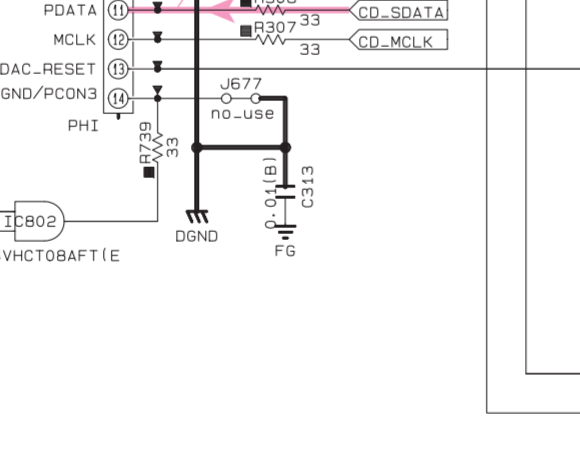 PDATA 11 33 CD_SDATA
R307
MCLK 12 33 CD_MCLK
DAC_RESET 13
J677
GND/PCON3 14
no_use
PHI
R739
33
0.01(B)
C313
IC802
DGND
FG
VHCT08AFT(E